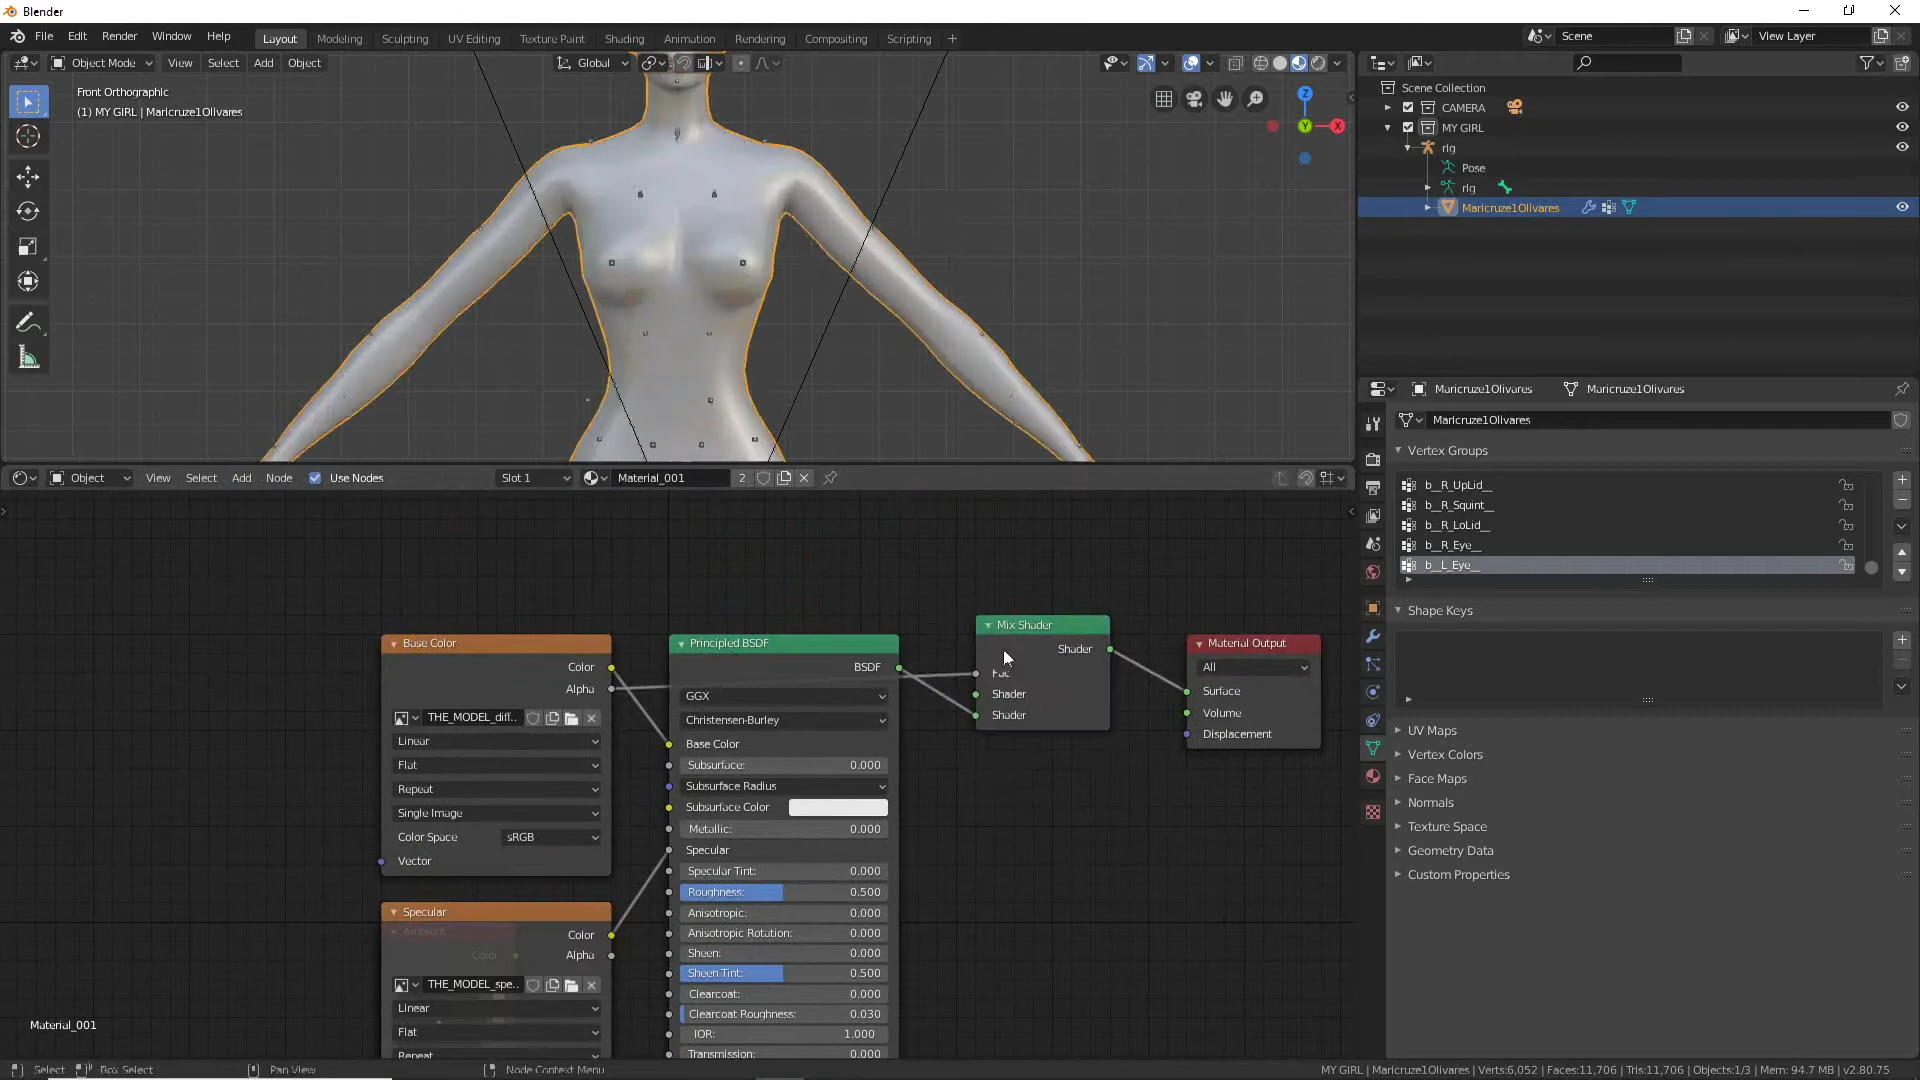 Blender
File Edit Render Window Help
Layout Modeling Sculpting UV Editing Texture Paint Shading Animation Rendering Compositing Scripting
Scene
View Layer
Object Mode View Select Add Object
Global
Front Orthographic
(1) MY GIRL | Maricruze1Olivares
Z
Y
X
Scene Collection
CAMERA
MY GIRL
rig
Pose
rig
Maricruze1Olivares
Maricruze1Olivares Maricruze1Olivares
Maricruze1Olivares
Vertex Groups
b__R_UpLid__
b__R_Squint__
b__R_LoLid__
b__R_Eye__
b__L_Eye__
Shape Keys
UV Maps
Vertex Colors
Face Maps
Normals
Texture Space
Geometry Data
Custom Properties
Object View Select Add Node Use Nodes Slot 1 Material_001 2
Base Color
Color
Alpha
THE_MODEL_diff..
Linear
Flat
Repeat
Single Image
Color Space sRGB
Vector
Specular
Ambient
Color
Color
Alpha
THE_MODEL_spe..
Linear
Flat
Repeat
Principled BSDF
BSDF
GGX
Christensen-Burley
Base Color
Subsurface: 0.000
Subsurface Radius
Subsurface Color
Metallic: 0.000
Specular
Specular Tint: 0.000
Roughness: 0.500
Anisotropic: 0.000
Anisotropic Rotation: 0.000
Sheen: 0.000
Sheen Tint: 0.500
Clearcoat: 0.000
Clearcoat Roughness: 0.030
IOR: 1.000
Transmission: 0.000
Mix Shader
Shader
Fac
Shader
Shader
Material Output
All
Surface
Volume
Displacement
Material_001
Select Box Select Pan View Node Context Menu
MY GIRL | Maricruze1Olivares | Verts:6,052 | Faces:11,706 | Tris:11,706 | Objects:1/3 | Mem: 94.7 MB | v2.80.75